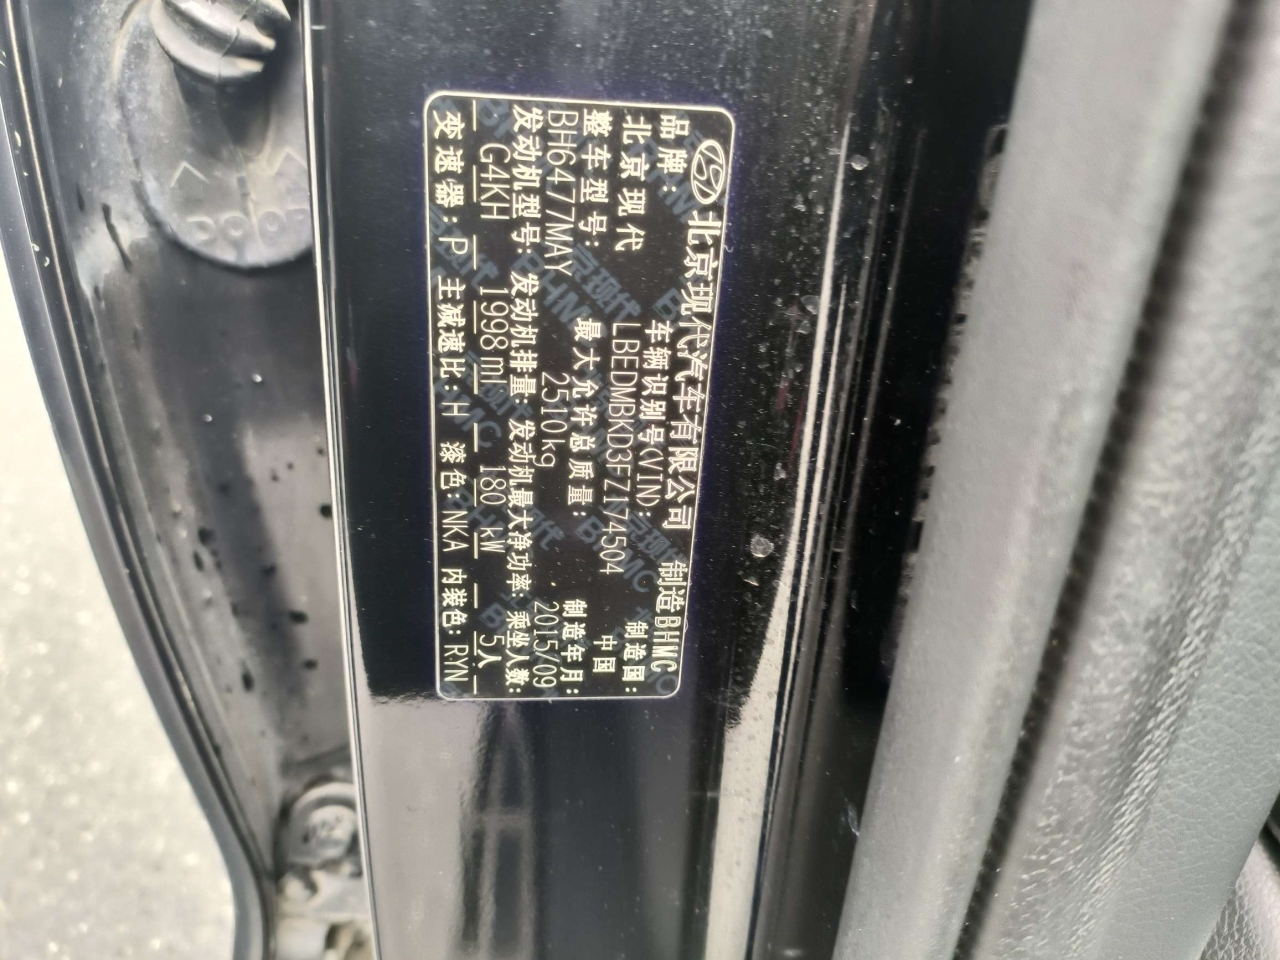 北京现代汽车有限公司 制造BHMC
品牌: 车辆识别号(VIN): 制造国:
北京现代 LBEDMBKD3FZ174504 中国
整车型号: 最大允许总质量: 制造年月:
BH6477MAY 2510kg 2015/09
发动机型号: 发动机排量: 发动机最大净功率: 乘坐人数:
G4KH 1998ml 180 kW 5人
变速器: P 主减速比: H 漆色: NKA 内装色: RYN